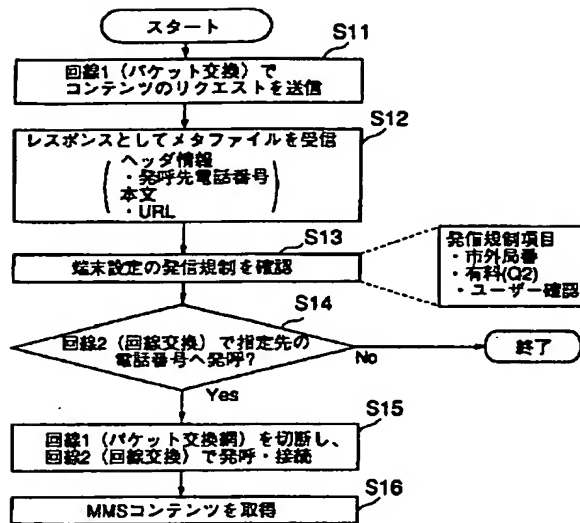 スタート
S11
回線1（パケット交換）で
コンテンツのリクエストを送信
S12
レスポンスとしてメタファイルを受信
ヘッダ情報
・発呼先電話番号
本文
・URL
S13
端末設定の発信規制を確認
発信規制項目
・市外局番
・有料(Q2)
・ユーザー確認
S14
回線2（回線交換）で指定先の
電話番号へ発呼?
No
終了
Yes
S15
回線1（パケット交換網）を切断し、
回線2（回線交換）で発呼・接続
S16
MMSコンテンツを取得